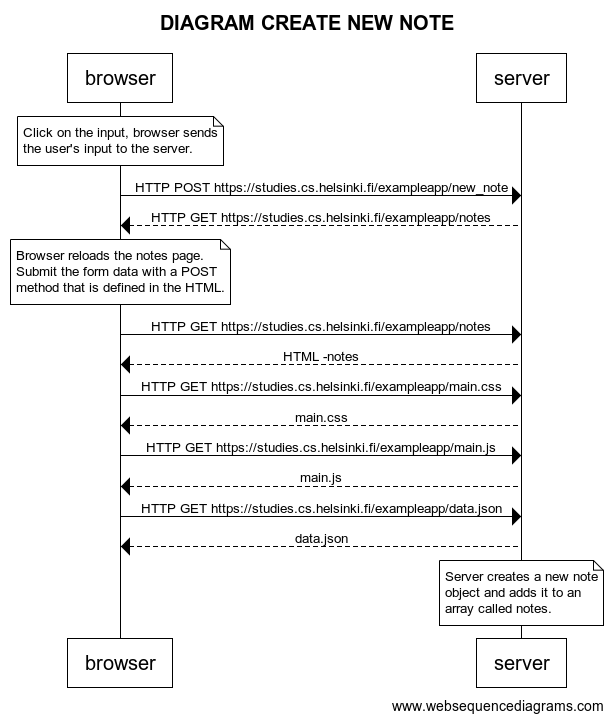 DIAGRAM CREATE NEW NOTE
browser
server
Click on the input, browser sends
the user's input to the server.
HTTP POST https://studies.cs.helsinki.fi/exampleapp/new_note
HTTP GET https://studies.cs.helsinki.fi/exampleapp/notes
Browser reloads the notes page.
Submit the form data with a POST
method that is defined in the HTML.
HTTP GET https://studies.cs.helsinki.fi/exampleapp/notes
HTML -notes
HTTP GET https://studies.cs.helsinki.fi/exampleapp/main.css
main.css
HTTP GET https://studies.cs.helsinki.fi/exampleapp/main.js
main.js
HTTP GET https://studies.cs.helsinki.fi/exampleapp/data.json
data.json
Server creates a new note
object and adds it to an
array called notes.
browser
server
www.websequencediagrams.com